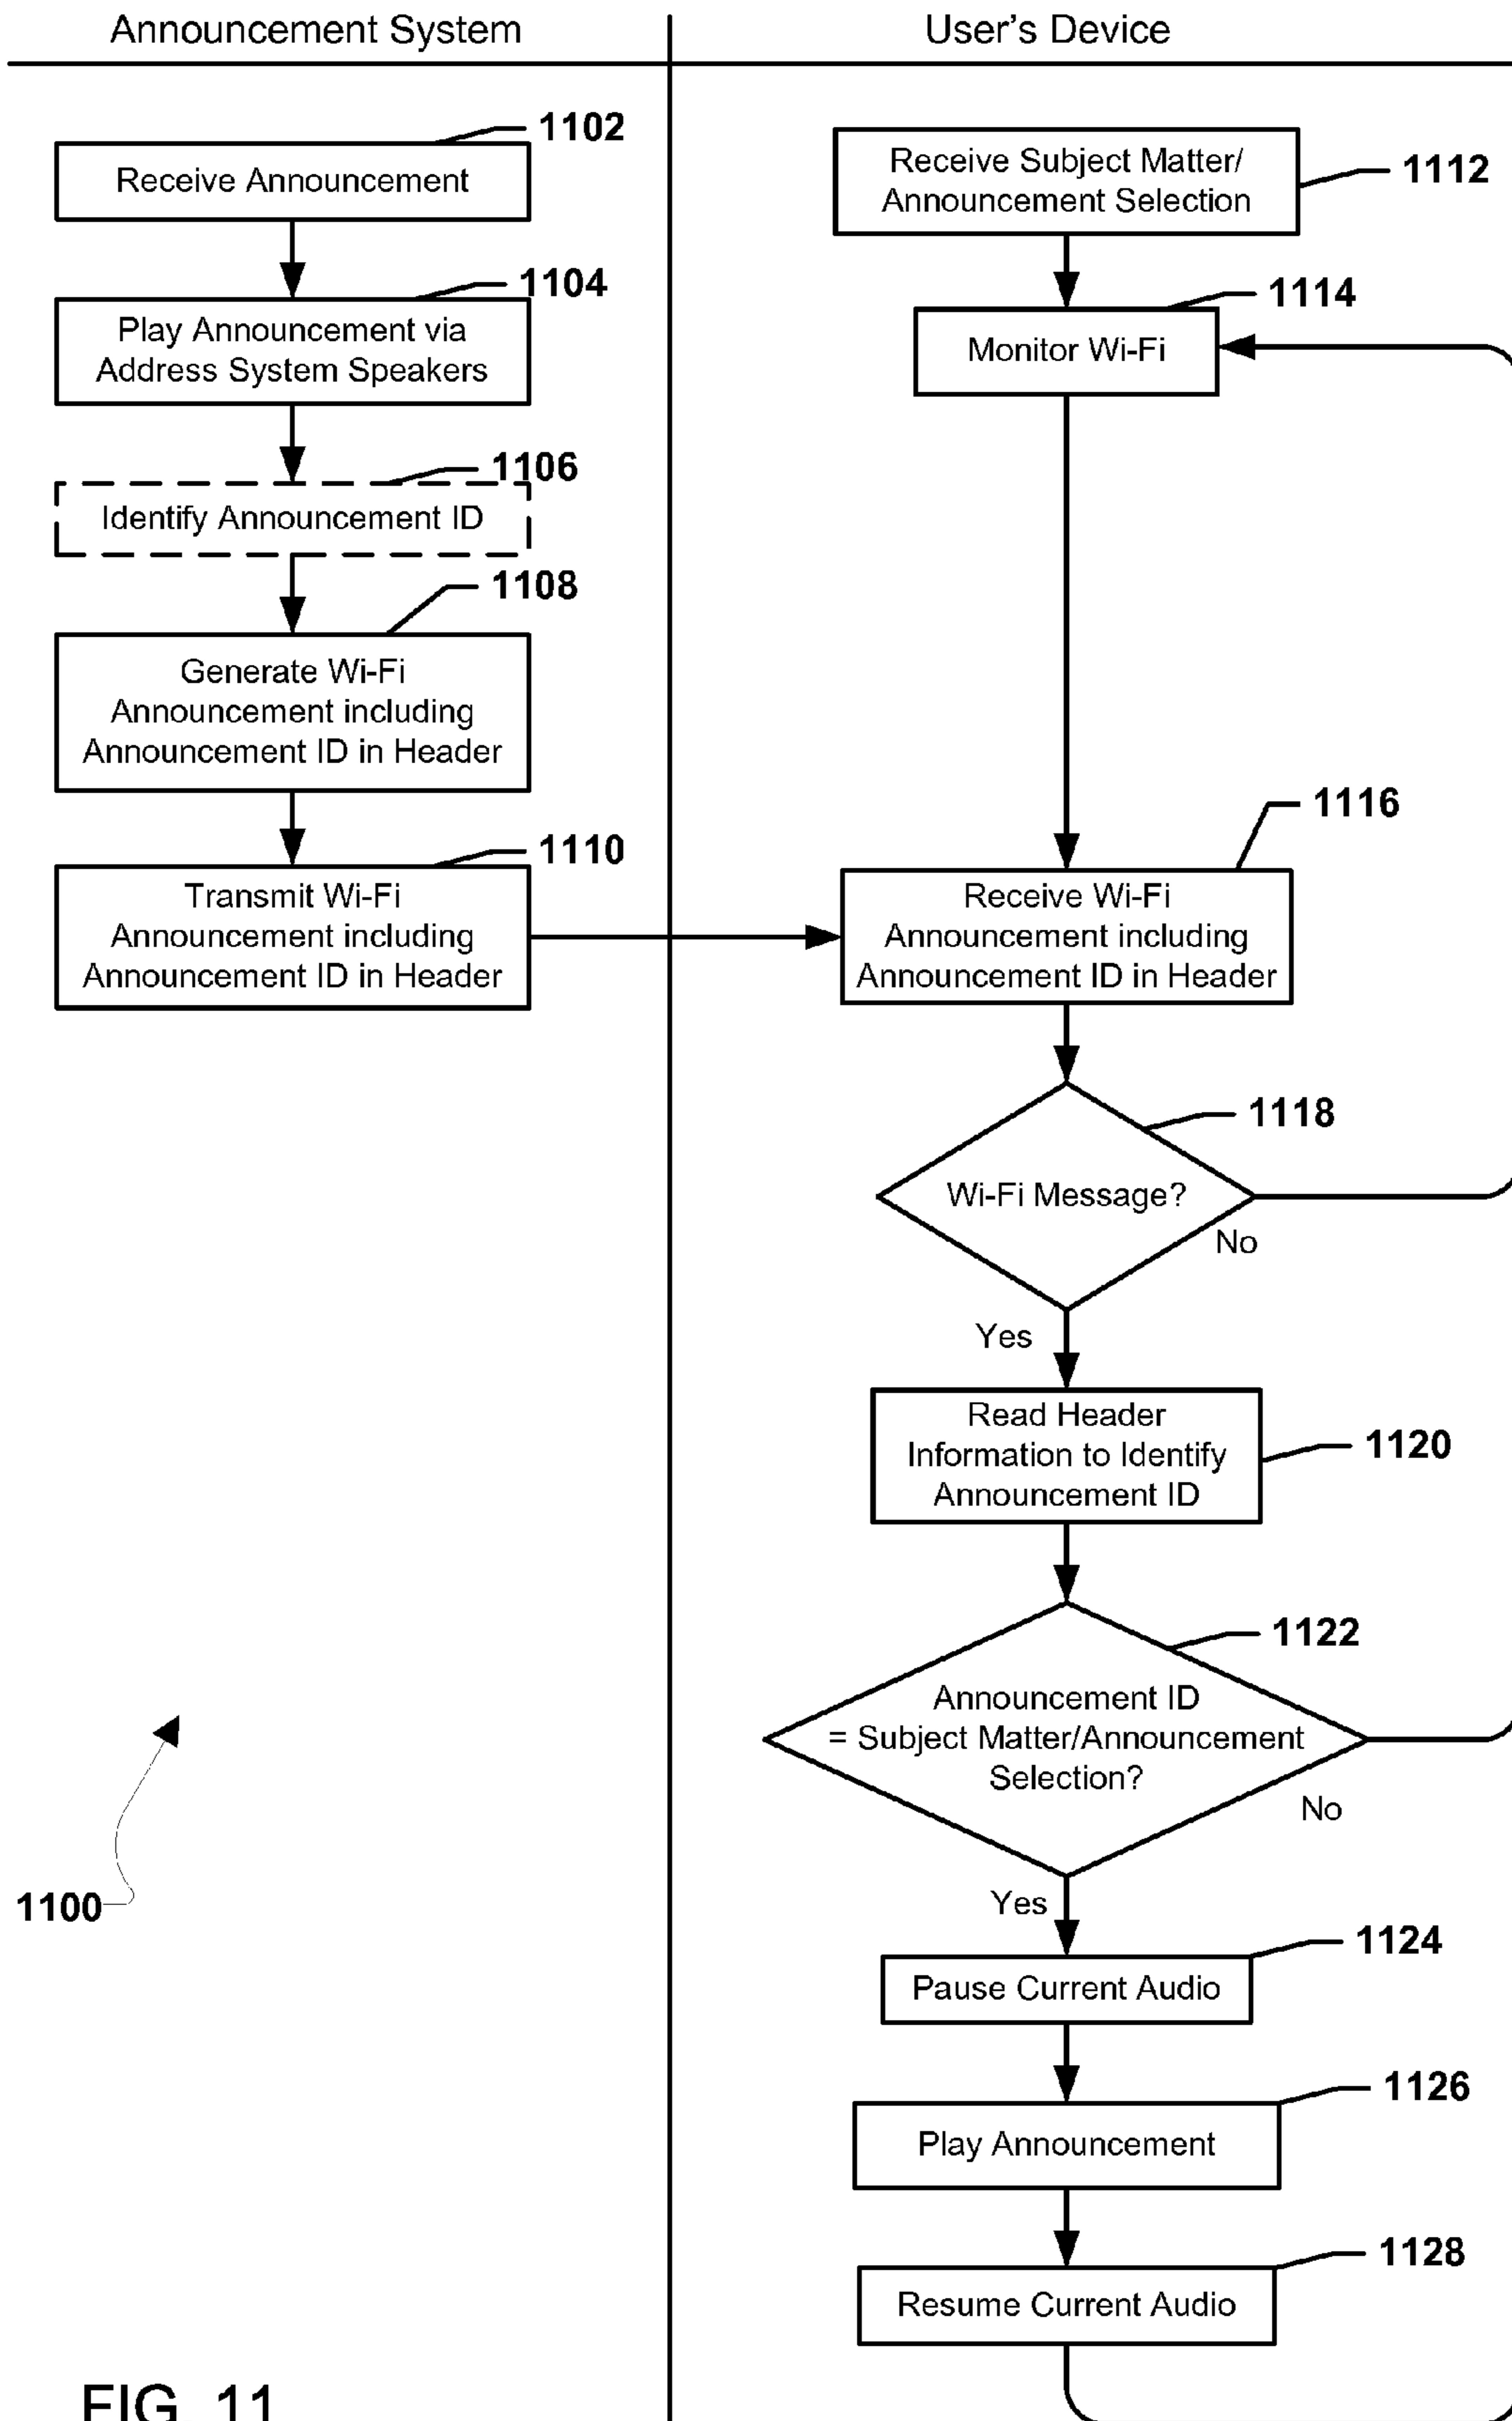 Announcement System
User's Device
1102
Receive Announcement
1104
Play Announcement via
Address System Speakers
1106
Identify Announcement ID
1108
Generate Wi-Fi
Announcement including
Announcement ID in Header
1110
Transmit Wi-Fi
Announcement including
Announcement ID in Header
1112
Receive Subject Matter/
Announcement Selection
1114
Monitor Wi-Fi
1116
Receive Wi-Fi
Announcement including
Announcement ID in Header
1118
Wi-Fi Message?
No
Yes
1120
Read Header
Information to Identify
Announcement ID
1122
Announcement ID
= Subject Matter/Announcement
Selection?
No
Yes
1124
Pause Current Audio
1126
Play Announcement
1128
Resume Current Audio
1100
FIG. 11